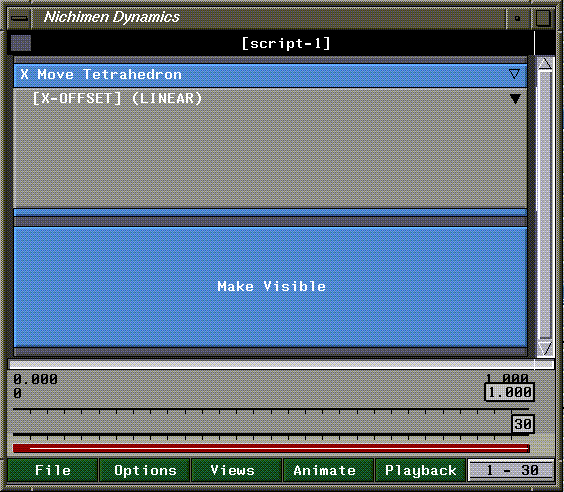 Nichimen Dynamics
[script-1]
X Move Tetrahedron
[X-OFFSET] (LINEAR)
Make Visible
0.000 1.000
0 1.000
30
File Options Views Animate Playback 1 - 30